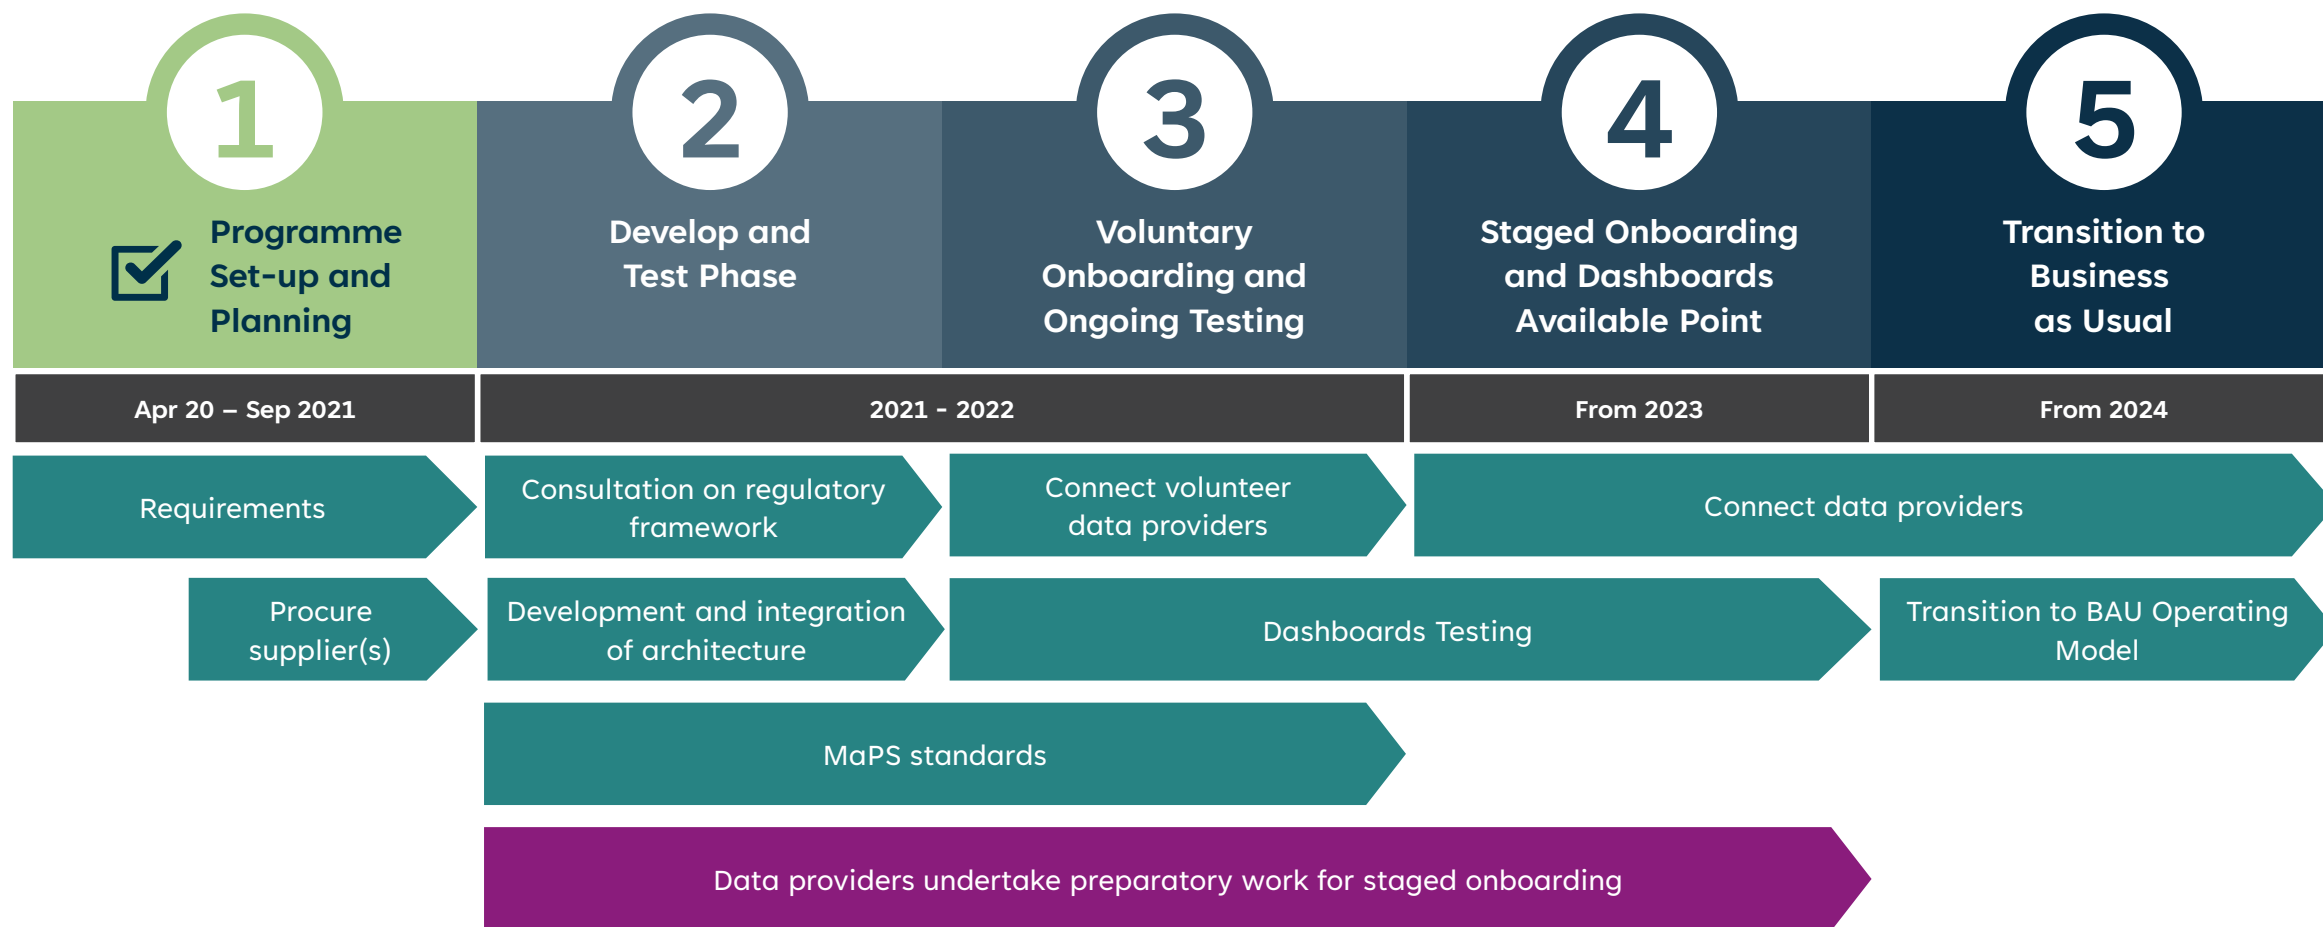 1
2
3
4
5
Programme
Set-up and
Planning
Develop and
Test Phase
Voluntary
Onboarding and
Ongoing Testing
Staged Onboarding
and Dashboards
Available Point
Transition to
Business
as Usual
Apr 20 – Sep 2021
2021 - 2022
From 2023
From 2024
Requirements
Consultation on regulatory
framework
Connect volunteer
data providers
Connect data providers
Procure
supplier(s)
Development and integration
of architecture
Dashboards Testing
Transition to BAU Operating
Model
MaPS standards
Data providers undertake preparatory work for staged onboarding